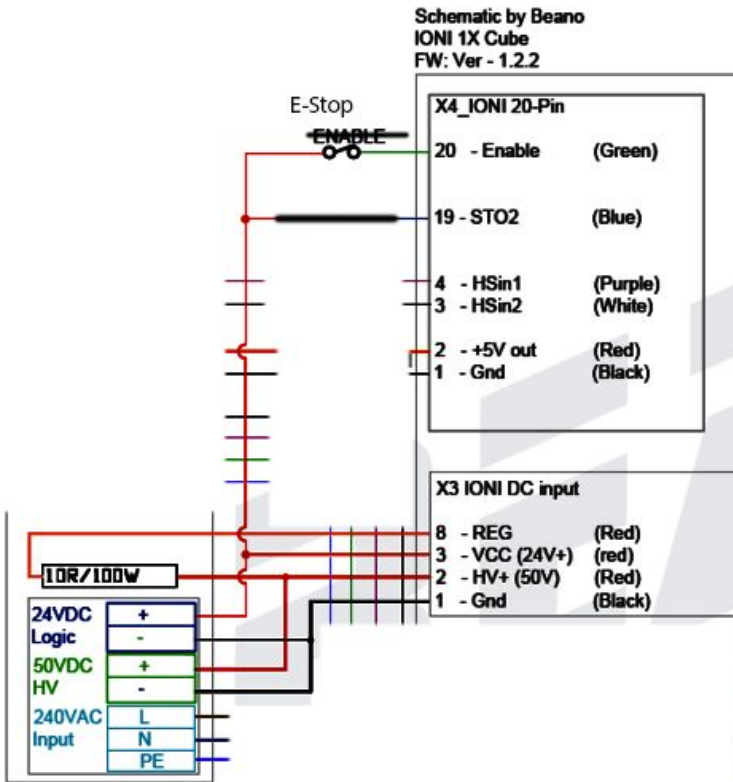 Schematic by Beano
IONI 1X Cube
FW: Ver - 1.2.2
E-Stop
ENABLE
X4_IONI 20-Pin
20 - Enable (Green)
19 - STO2 (Blue)
4 - HSin1 (Purple)
3 - HSin2 (White)
2 - +5V out (Red)
1 - Gnd (Black)
X3 IONI DC input
8 - REG (Red)
3 - VCC (24V+) (red)
2 - HV+ (50V) (Red)
1 - Gnd (Black)
10R/100W
24VDC +
Logic -
50VDC +
HV -
240VAC L
Input N
PE